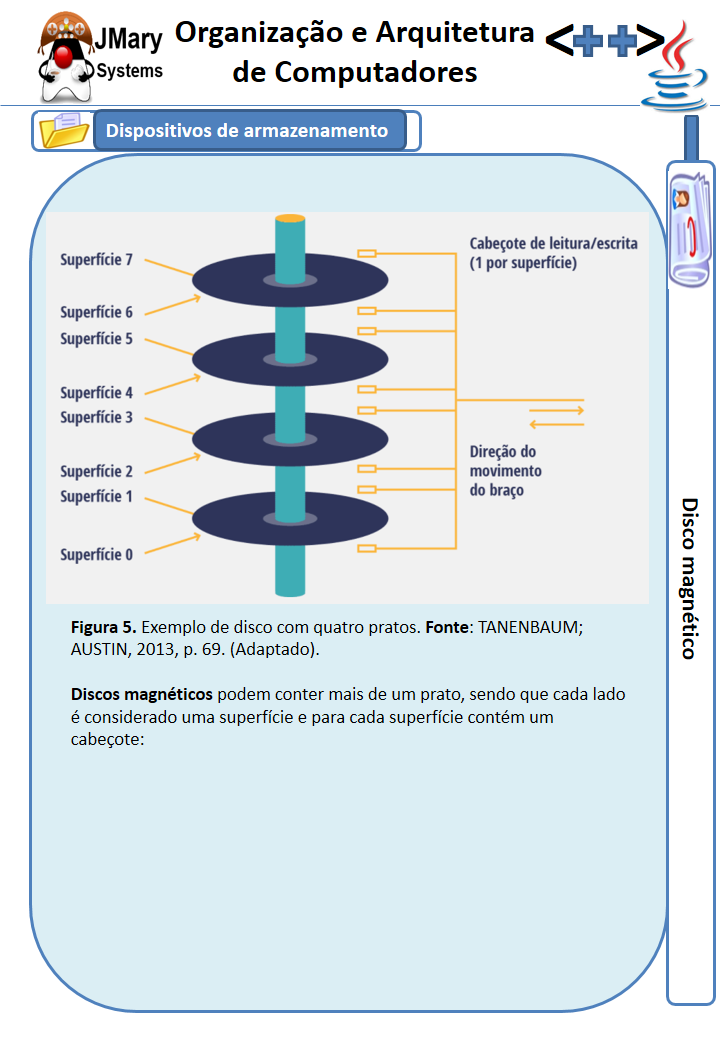 JMary
Systems
Organização e Arquitetura
de Computadores
<++>
Dispositivos de armazenamento
Superfície 7
Superfície 6
Superfície 5
Superfície 4
Superfície 3
Superfície 2
Superfície 1
Superfície 0
Cabeçote de leitura/escrita
(1 por superfície)
Direção do
movimento
do braço
Disco magnético
Figura 5. Exemplo de disco com quatro pratos. Fonte: TANENBAUM;
AUSTIN, 2013, p. 69. (Adaptado).
Discos magnéticos podem conter mais de um prato, sendo que cada lado
é considerado uma superfície e para cada superfície contém um
cabeçote: